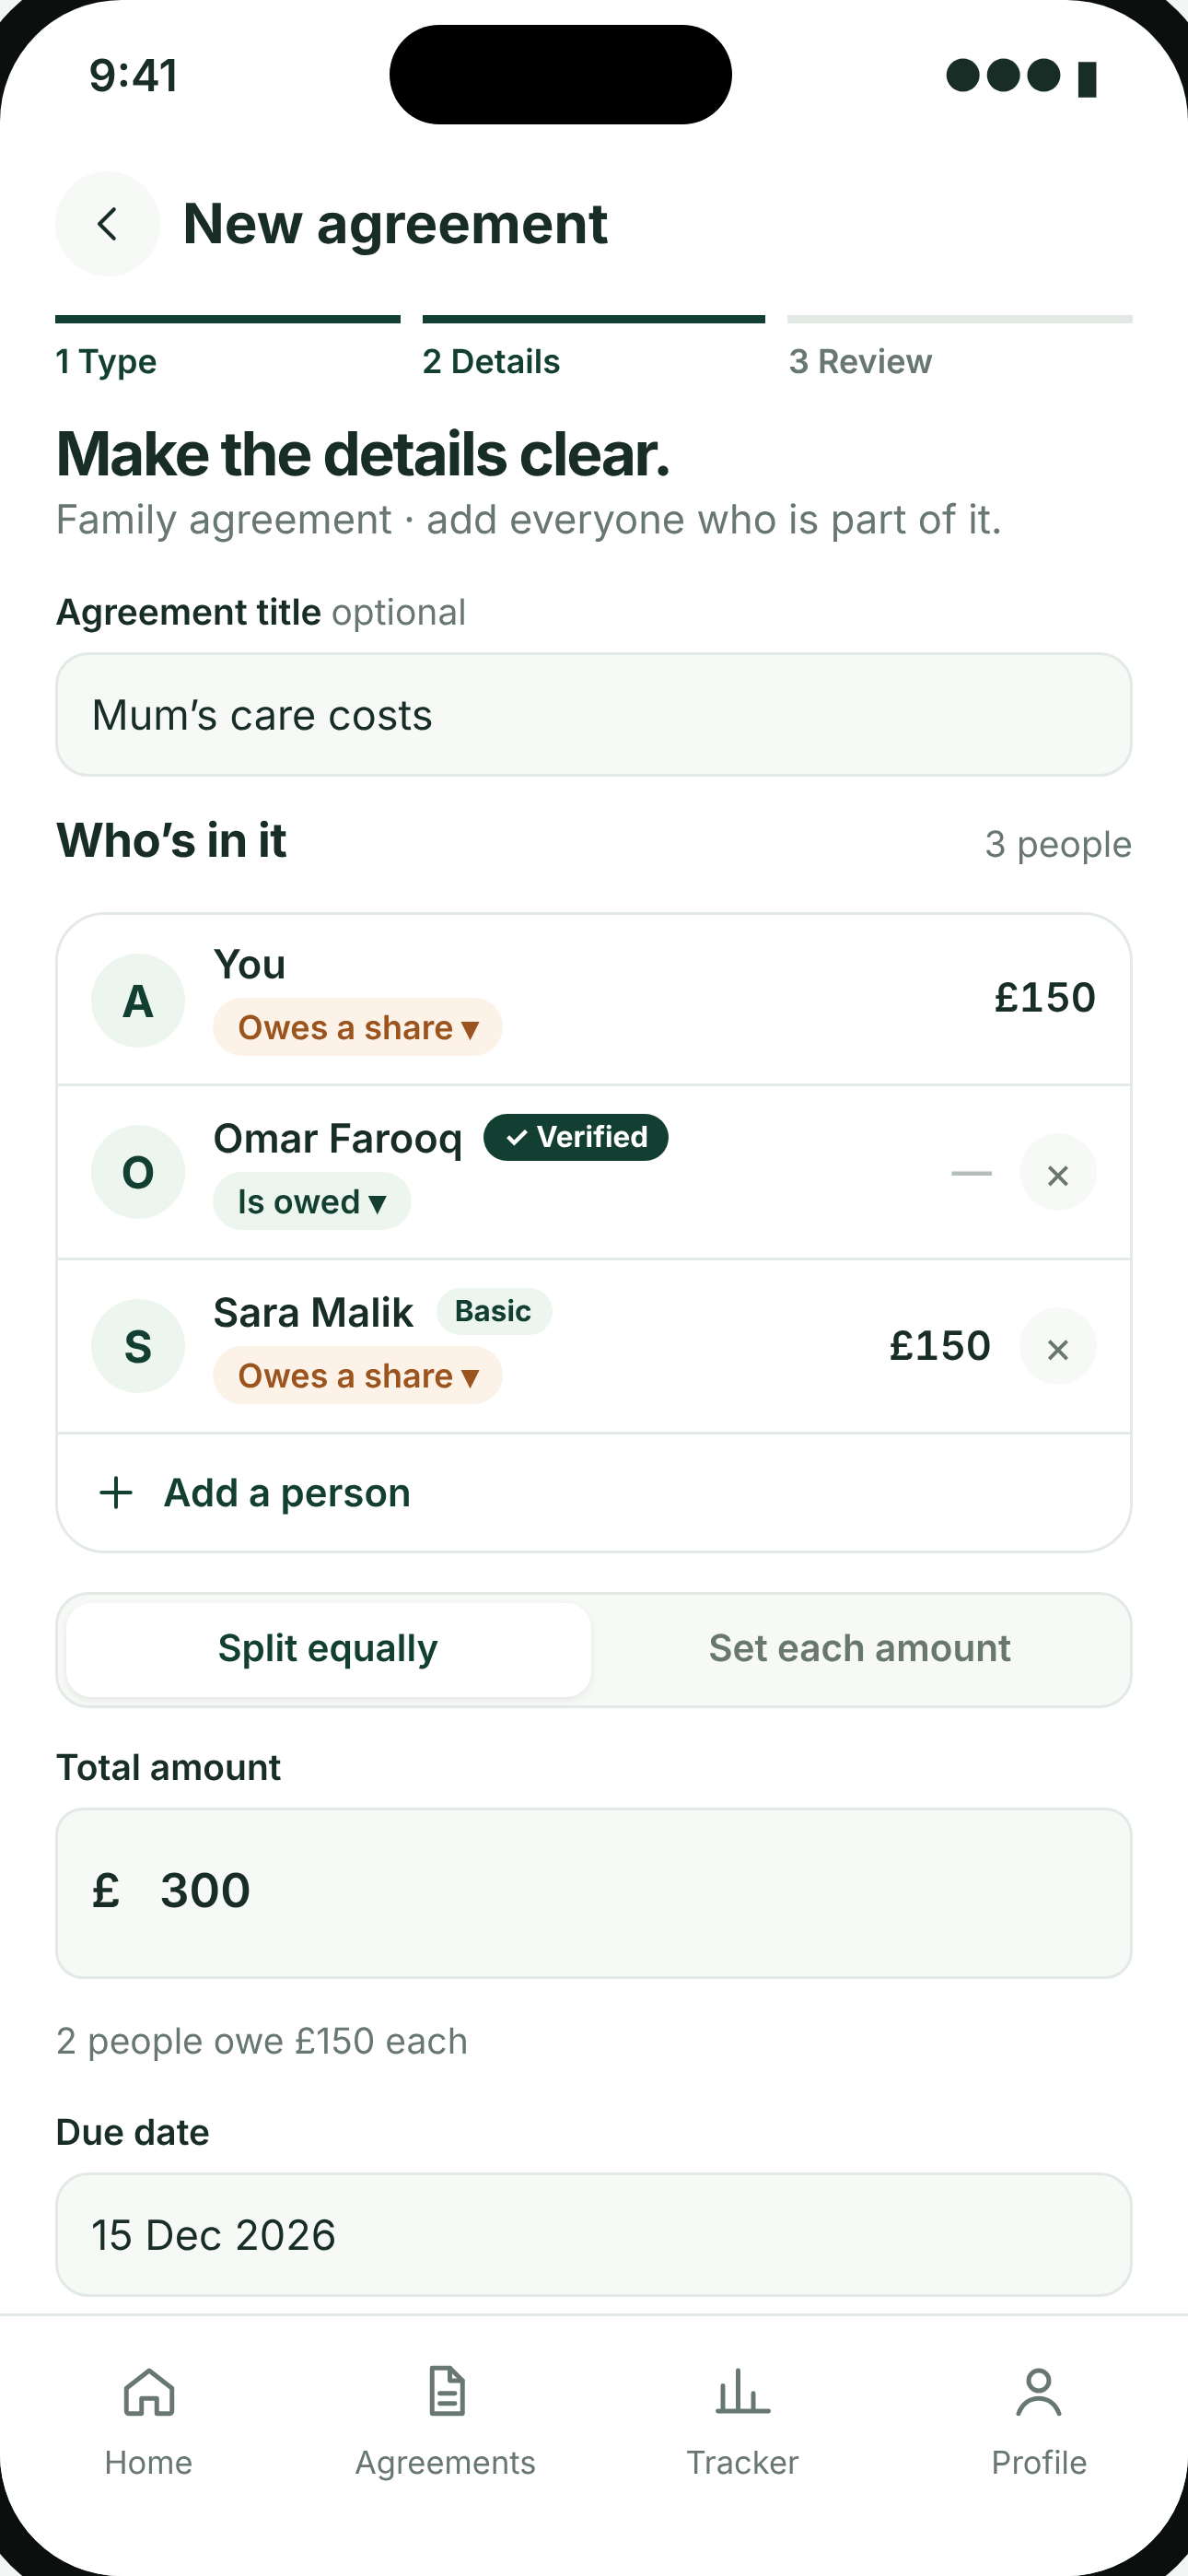 9:41
New agreement
1 Type
2 Details
3 Review
Make the details clear.
Family agreement · add everyone who is part of it.
Agreement title optional
Mum’s care costs
Who’s in it
3 people
A
You
Owes a share ▾
£150
O
Omar Farooq
✓ Verified
Is owed ▾
—
×
S
Sara Malik
Basic
Owes a share ▾
£150
×
+ Add a person
Split equally
Set each amount
Total amount
£ 300
2 people owe £150 each
Due date
15 Dec 2026
Home
Agreements
Tracker
Profile